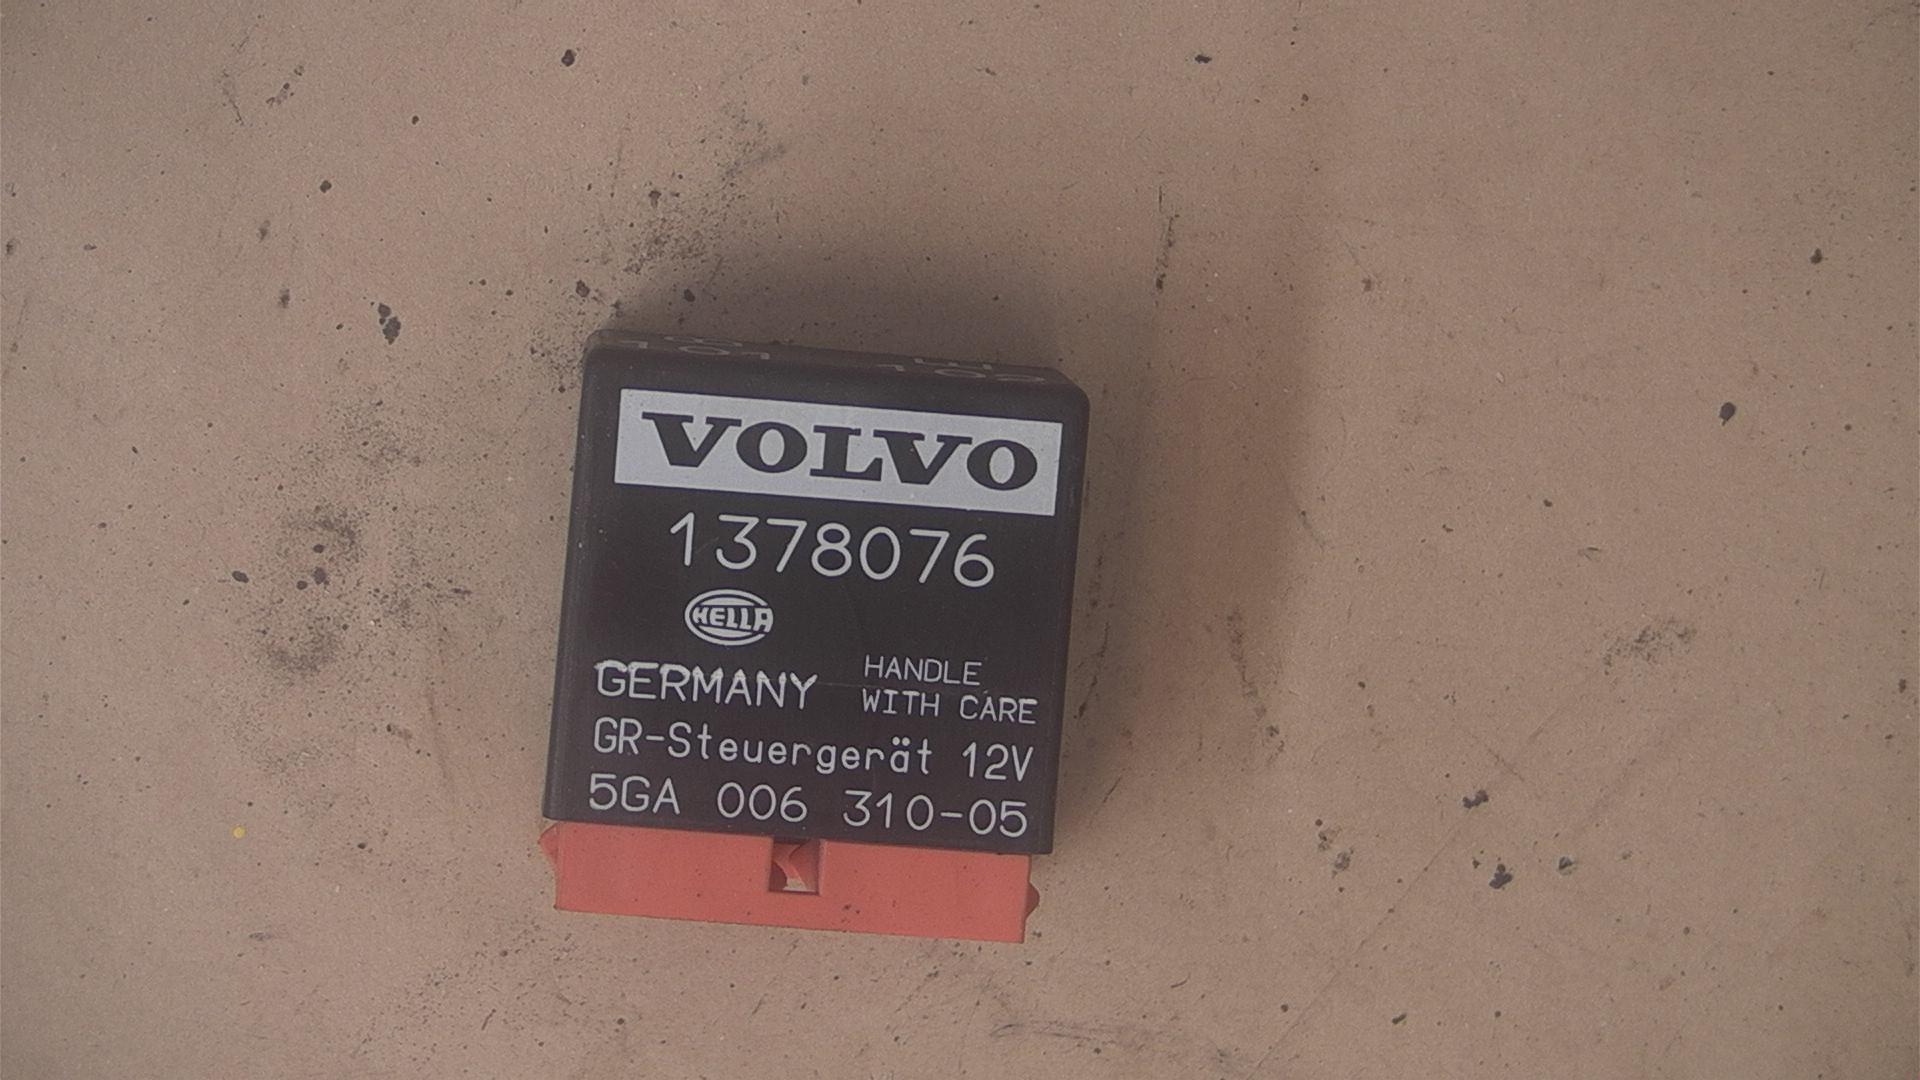 VOLVO
1378076
HELLA
GERMANY
HANDLE
WITH CARE
GR-Steuergerät 12V
5GA 006 310-05